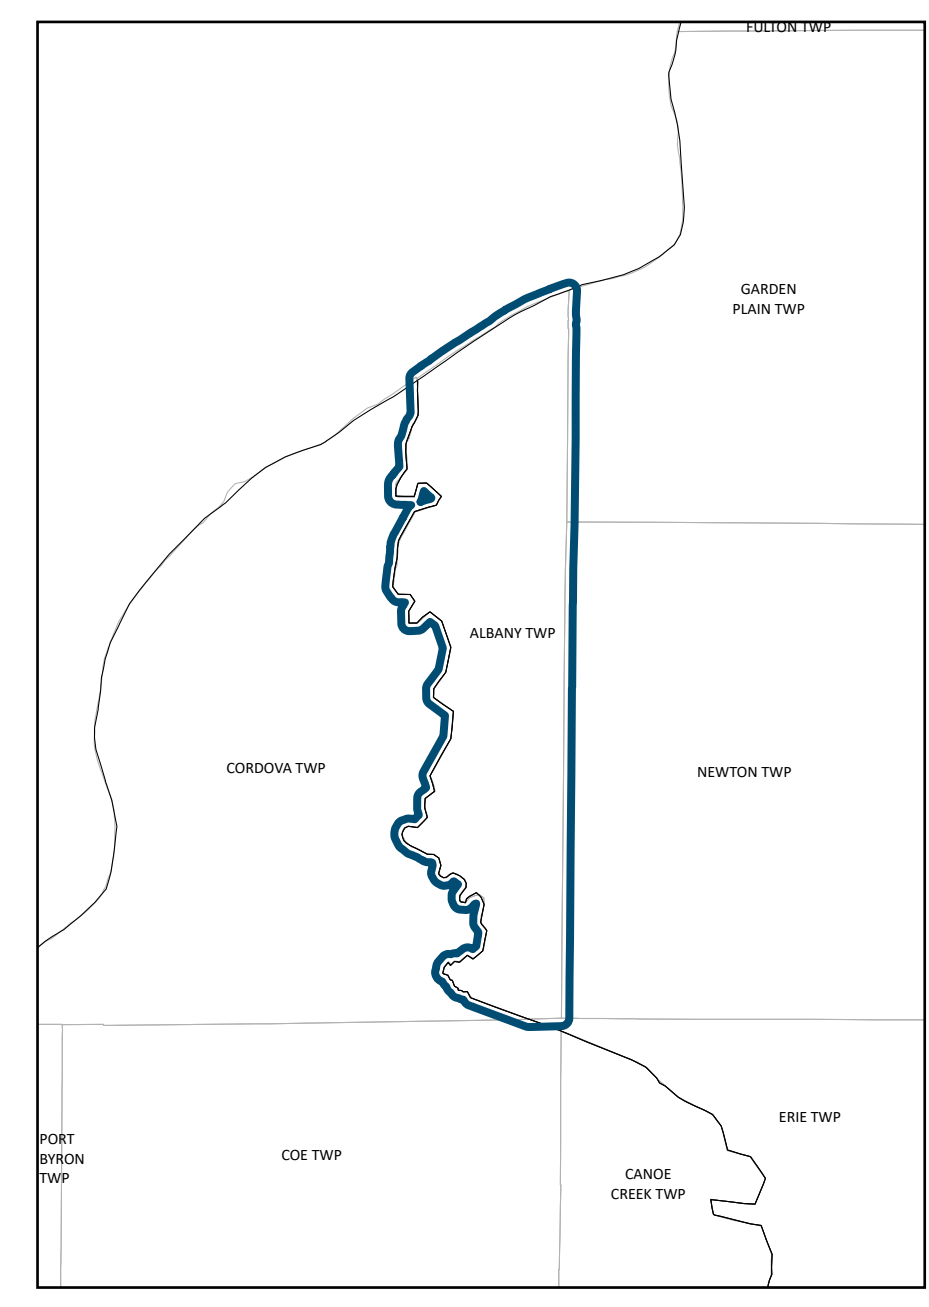 FULTON TWP
GARDEN
PLAIN TWP
ALBANY TWP
CORDOVA TWP
NEWTON TWP
ERIE TWP
PORT
BYRON
TWP
COE TWP
CANOE
CREEK TWP